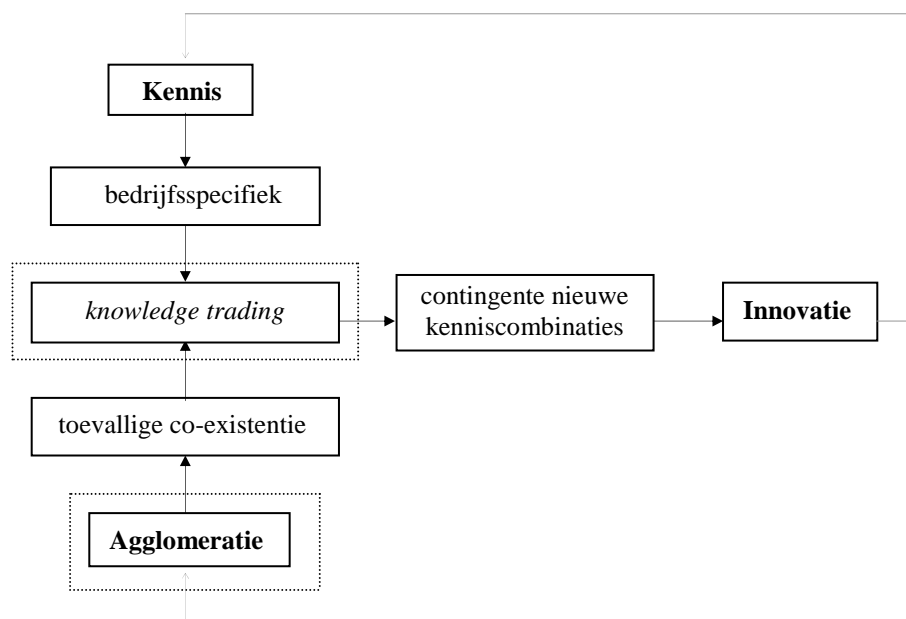 Kennis
bedrijfsspecifiek
knowledge trading
contingente nieuwe
kenniscombinaties
Innovatie
toevallige co-existentie
Agglomeratie